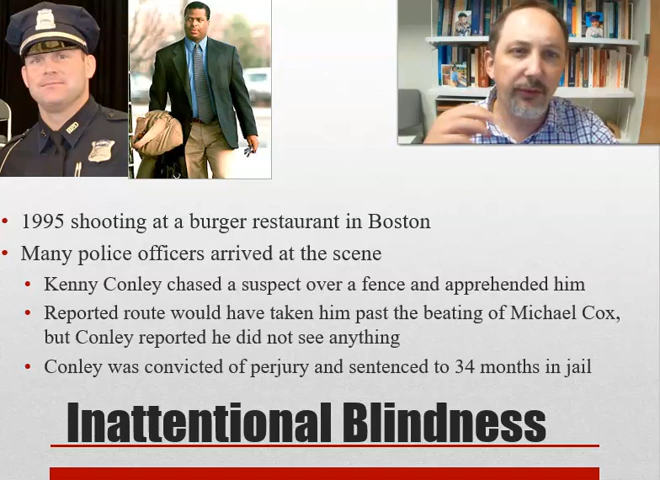 1995 shooting at a burger restaurant in Boston
Many police officers arrived at the scene
Kenny Conley chased a suspect over a fence and apprehended him
Reported route would have taken him past the beating of Michael Cox,
but Conley reported he did not see anything
Conley was convicted of perjury and sentenced to 34 months in jail
Inattentional Blindness